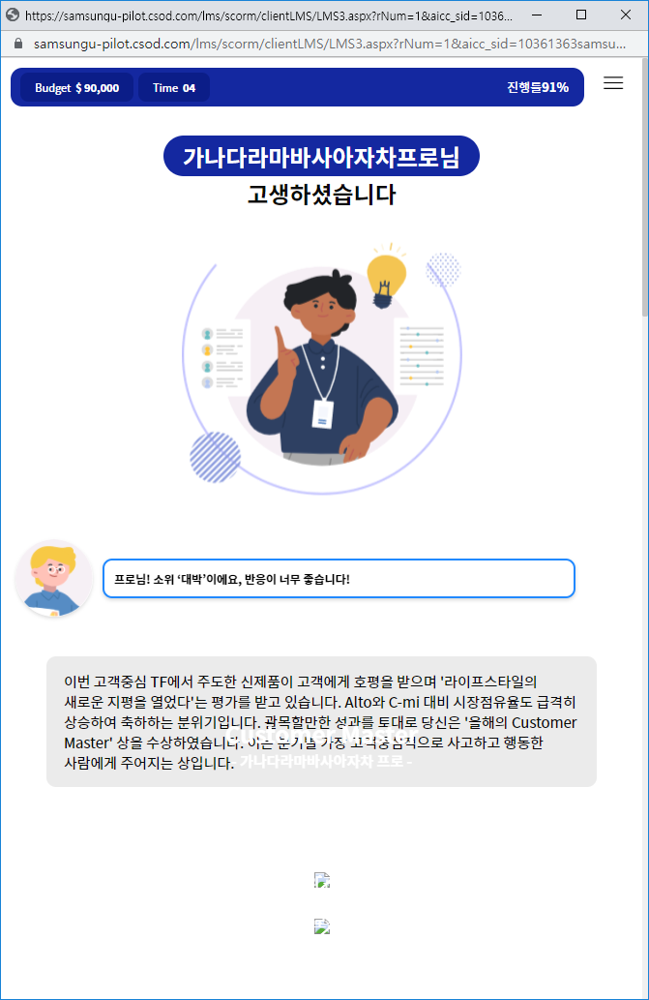 https://samsungu-pilot.csod.com/lms/scorm/clientLMS/LMS3.aspx?rNum=1&aicc_sid=1036...
samsungu-pilot.csod.com/lms/scorm/clientLMS/LMS3.aspx?rNum=1&aicc_sid=10361363samsu...
Budget $ 90,000 Time 04 진행률91%
가나다라마바사아자차프로님
고생하셨습니다
프로님! 소위 ‘대박’이에요, 반응이 너무 좋습니다!
이번 고객중심 TF에서 주도한 신제품이 고객에게 호평을 받으며 '라이프스타일의
새로운 지평을 열었다'는 평가를 받고 있습니다. Alto와 C-mi 대비 시장점유율도 급격히
상승하여 축하하는 분위기입니다. 괄목할만한 성과를 토대로 당신은 '올해의 Customer
Master' 상을 수상하였습니다. 이는 분기별 가장 고객중심적으로 사고하고 행동한
사람에게 주어지는 상입니다.
Customer Master
- 가나다라마바사아자차 프로 -